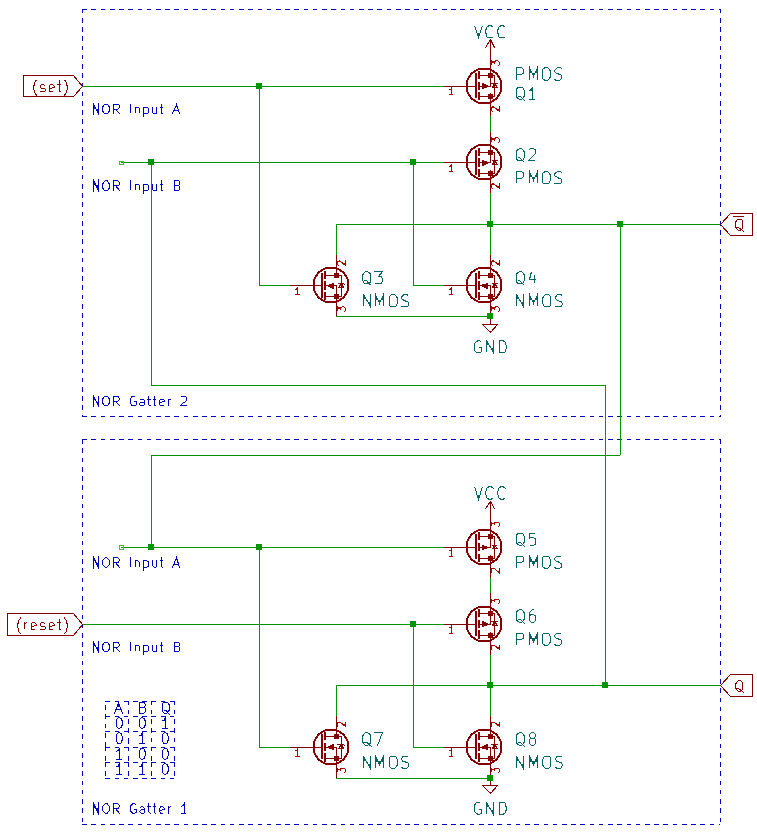 VCC
3
PMOS
Q1
(set)
1
2
NOR Input A
3
Q2
PMOS
1
2
NOR Input B
Q
2
Q3
NMOS
1
3
2
Q4
NMOS
1
3
GND
NOR Gatter 2
VCC
3
Q5
PMOS
1
2
NOR Input A
3
Q6
PMOS
(reset)
1
2
NOR Input B
Q
A B Q
0 0 1
0 1 0
1 0 0
1 1 0
2
Q7
NMOS
1
3
2
Q8
NMOS
1
3
GND
NOR Gatter 1